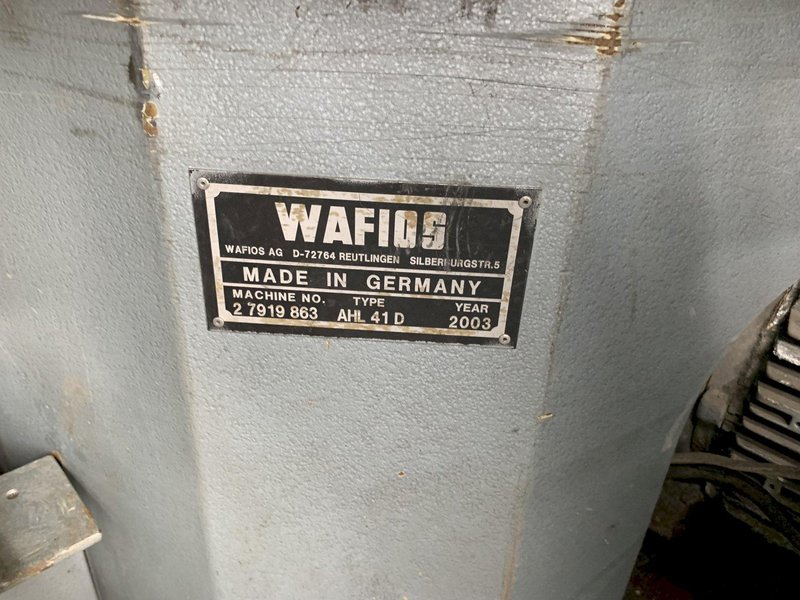 WAFIOS
WAFIOS AG D-72764 REUTLINGEN SILBERBURGSTR.5
MADE IN GERMANY
MACHINE NO. TYPE YEAR
2 7919 863 AHL 41 D 2003